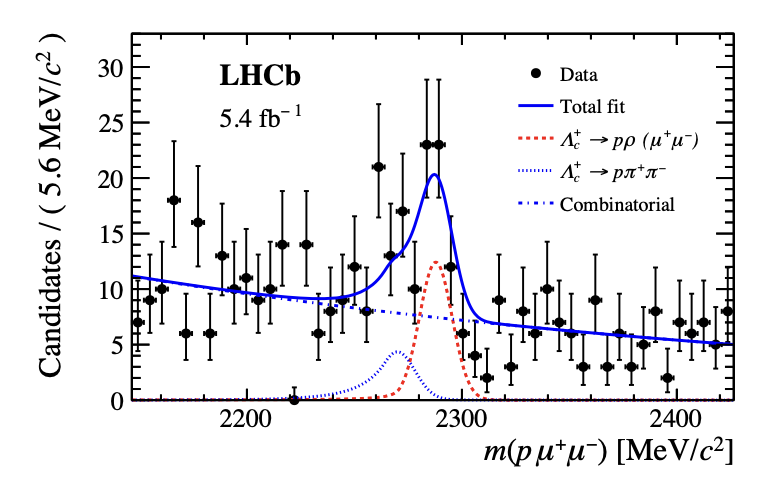 Candidates / ( 5.6 MeV/c²)
30
25
20
15
10
5
0
LHCb
5.4 fb⁻¹
Data
Total fit
Λc⁺ → pρ (μ⁺μ⁻)
Λc⁺ → pπ⁺π⁻
Combinatorial
2200 2300 2400
m(p μ⁺μ⁻) [MeV/c²]